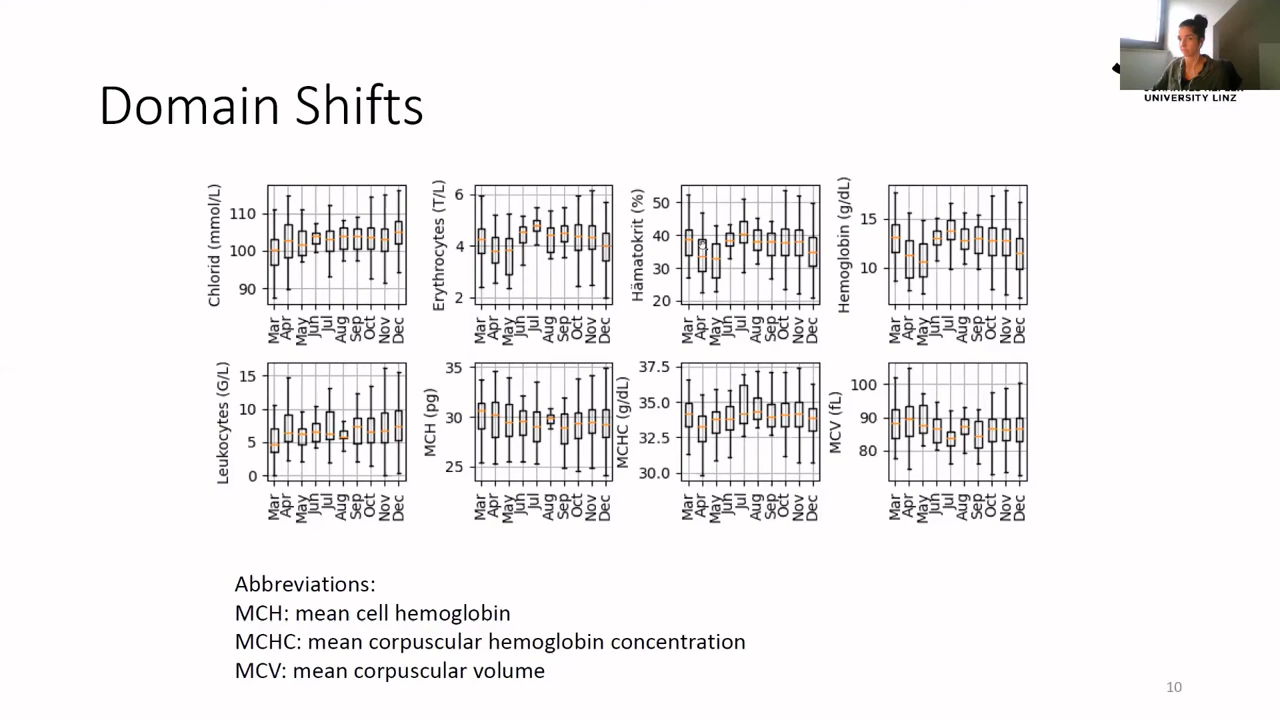 UNIVERSITY LINZ
Domain Shifts
Chlorid (mmol/L)
110
100
90
Mar Apr May Jun Jul Aug Sep Oct Nov Dec
Erythrocytes (T/L)
6
4
2
Mar Apr May Jun Jul Aug Sep Oct Nov Dec
Hämatokrit (%)
50
40
30
20
Mar Apr May Jun Jul Aug Sep Oct Nov Dec
Hemoglobin (g/dL)
15
10
Mar Apr May Jun Jul Aug Sep Oct Nov Dec
Leukocytes (G/L)
15
10
5
0
Mar Apr May Jun Jul Aug Sep Oct Nov Dec
MCH (pg)
35
30
25
Mar Apr May Jun Jul Aug Sep Oct Nov Dec
MCHC (g/dL)
37.5
35.0
32.5
30.0
Mar Apr May Jun Jul Aug Sep Oct Nov Dec
MCV (fL)
100
90
80
Mar Apr May Jun Jul Aug Sep Oct Nov Dec
Abbreviations:
MCH: mean cell hemoglobin
MCHC: mean corpuscular hemoglobin concentration
MCV: mean corpuscular volume
10